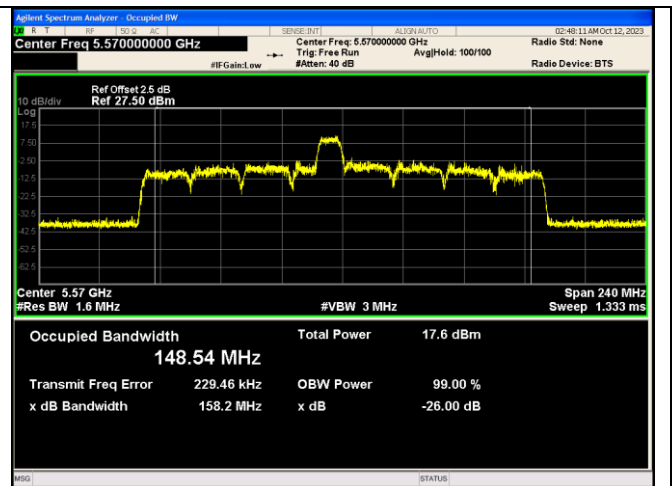 Agilent Spectrum Analyzer - Occupied BW
R T RF 50 Ω AC SENSE:INT ALIGN AUTO 02:48:11 AM Oct 12, 2023
Center Freq 5.570000000 GHz Center Freq: 5.570000000 GHz Radio Std: None
Trig: Free Run Avg|Hold: 100/100
#IFGain:Low #Atten: 40 dB Radio Device: BTS
Ref Offset 2.5 dB
10 dB/div Ref 27.50 dBm
Log
17.5
7.50
-2.50
-12.5
-22.5
-32.5
-42.5
-52.5
-62.5
Center 5.57 GHz Span 240 MHz
#Res BW 1.6 MHz #VBW 3 MHz Sweep 1.333 ms
Occupied Bandwidth Total Power 17.6 dBm
148.54 MHz
Transmit Freq Error 229.46 kHz OBW Power 99.00 %
x dB Bandwidth 158.2 MHz x dB -26.00 dB
MSG STATUS